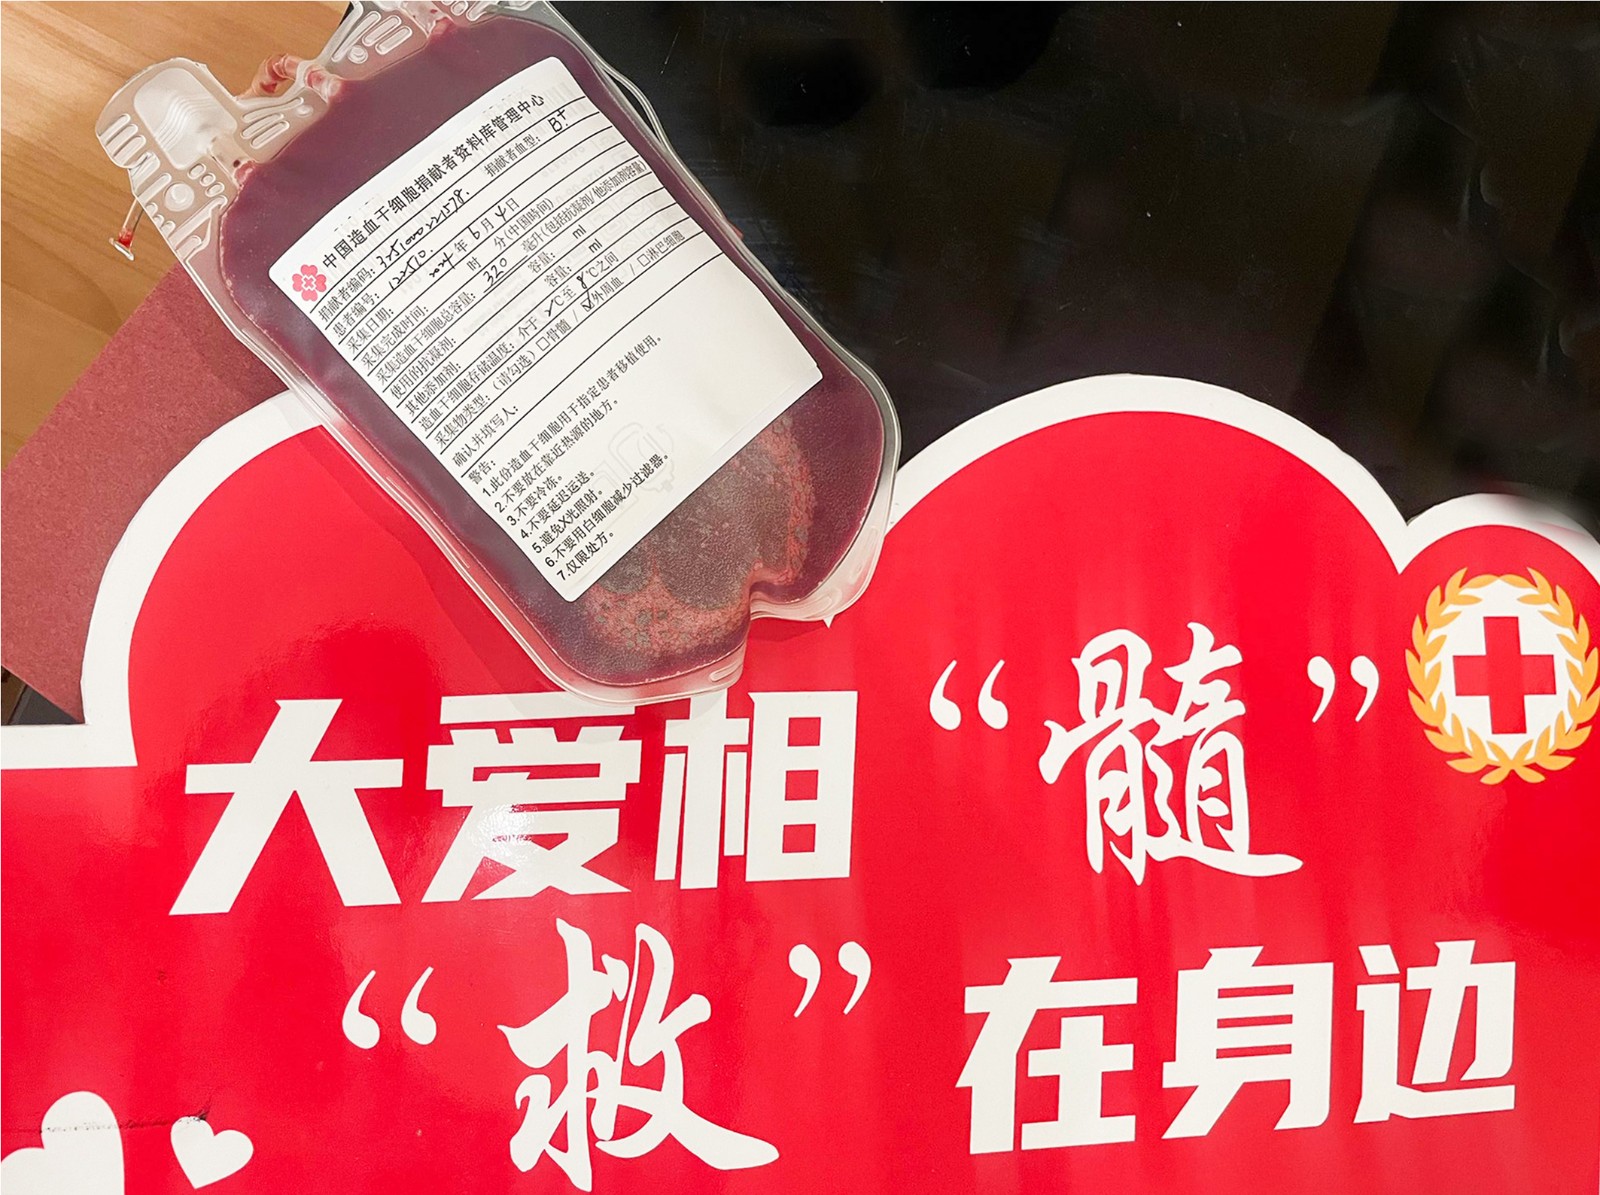 中国造血干细胞捐献者资料库管理中心
捐献者编码: 捐献者血型: B+
患者编号:
采集日期: 2024年6月4日
采集完成时间: 时 分(中国时间)
采集造血干细胞总容量: 320 毫升(包括抗凝剂/他添加剂容量)
使用的抗凝剂: 容量: ml
其他添加剂: 容量: ml
造血干细胞存储温度: 介于 2℃至 8℃之间
采集物类型:(请勾选) □骨髓 / ☑外周血 / □淋巴细胞
确认并填写人:
警告:
1.此份造血干细胞用于指定患者移植使用。
2.不要放在靠近热源的地方。
3.不要冷冻。
4.不要延迟运送。
5.避免X光照射。
6.不要用白细胞减少过滤器。
7.仅限处方。
大爱相“髓”
“救”在身边